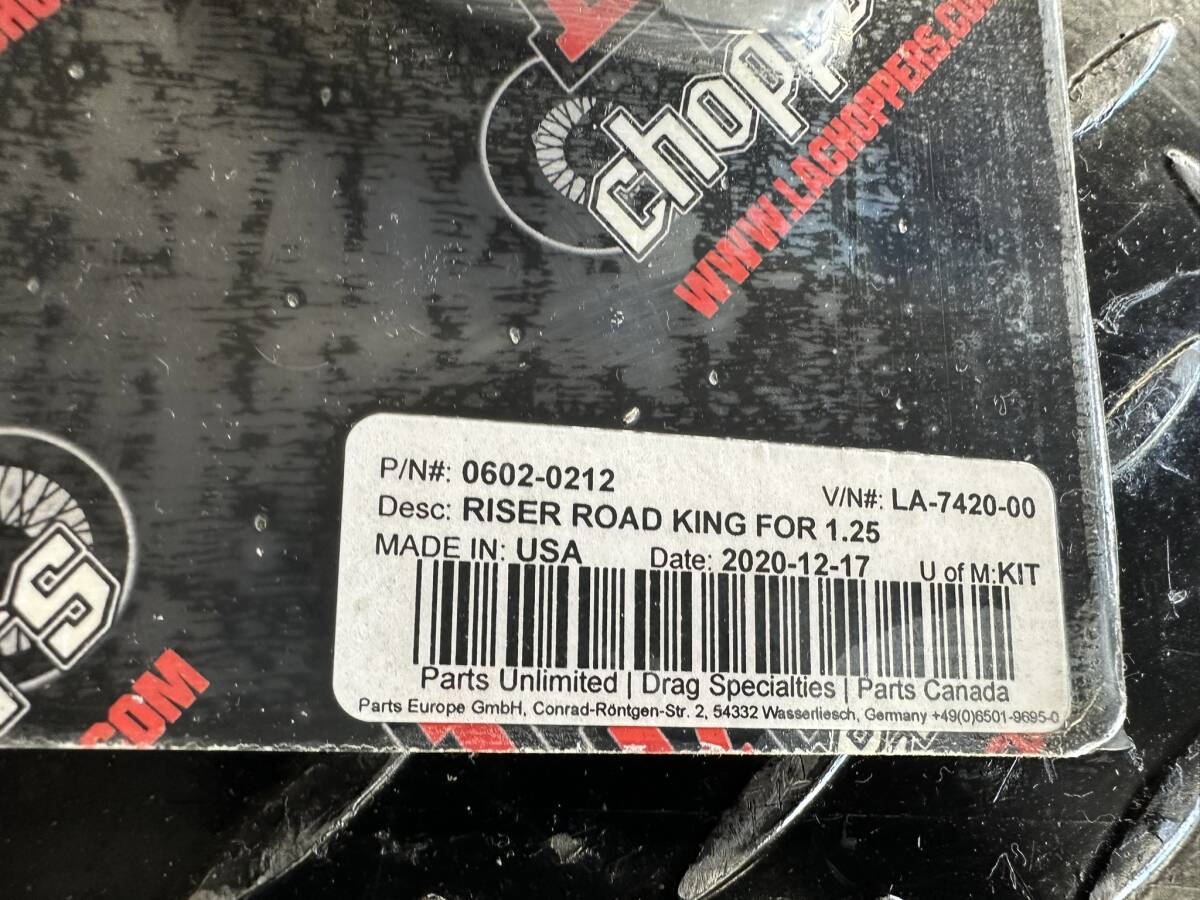 Chopp
WWW.LACHOPPERS.CO
S
COM
P/N#: 0602-0212
V/N#: LA-7420-00
Desc: RISER ROAD KING FOR 1.25
MADE IN: USA Date: 2020-12-17 U of M:KIT
Parts Unlimited | Drag Specialties | Parts Canada
Parts Europe GmbH, Conrad-Röntgen-Str. 2, 54332 Wasserliesch, Germany +49(0)6501-9695-0